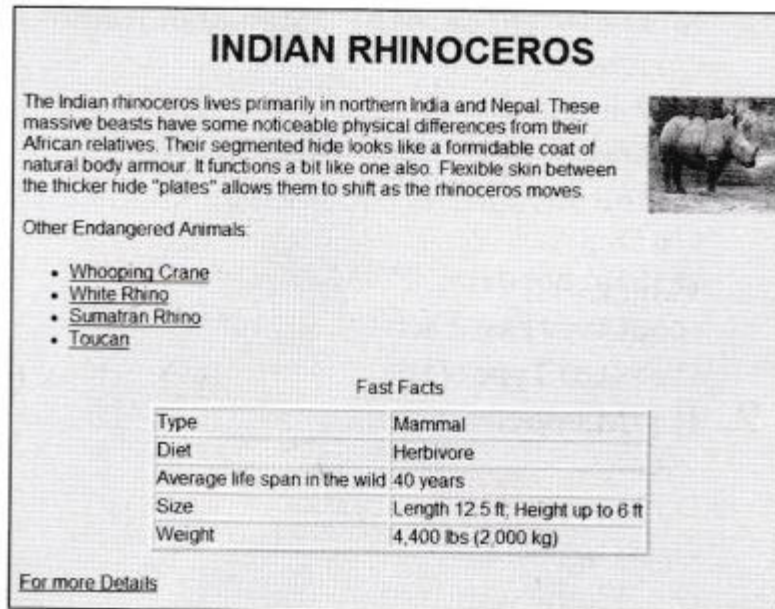 INDIAN RHINOCEROS
The Indian rhinoceros lives primarily in northern India and Nepal. These
massive beasts have some noticeable physical differences from their
African relatives. Their segmented hide looks like a formidable coat of
natural body armour. It functions a bit like one also. Flexible skin between
the thicker hide "plates" allows them to shift as the rhinoceros moves.
Other Endangered Animals:
• Whooping Crane
• White Rhino
• Sumatran Rhino
• Toucan
Fast Facts
Type Mammal
Diet Herbivore
Average life span in the wild 40 years
Size Length 12.5 ft; Height up to 6 ft
Weight 4,400 lbs (2,000 kg)
For more Details